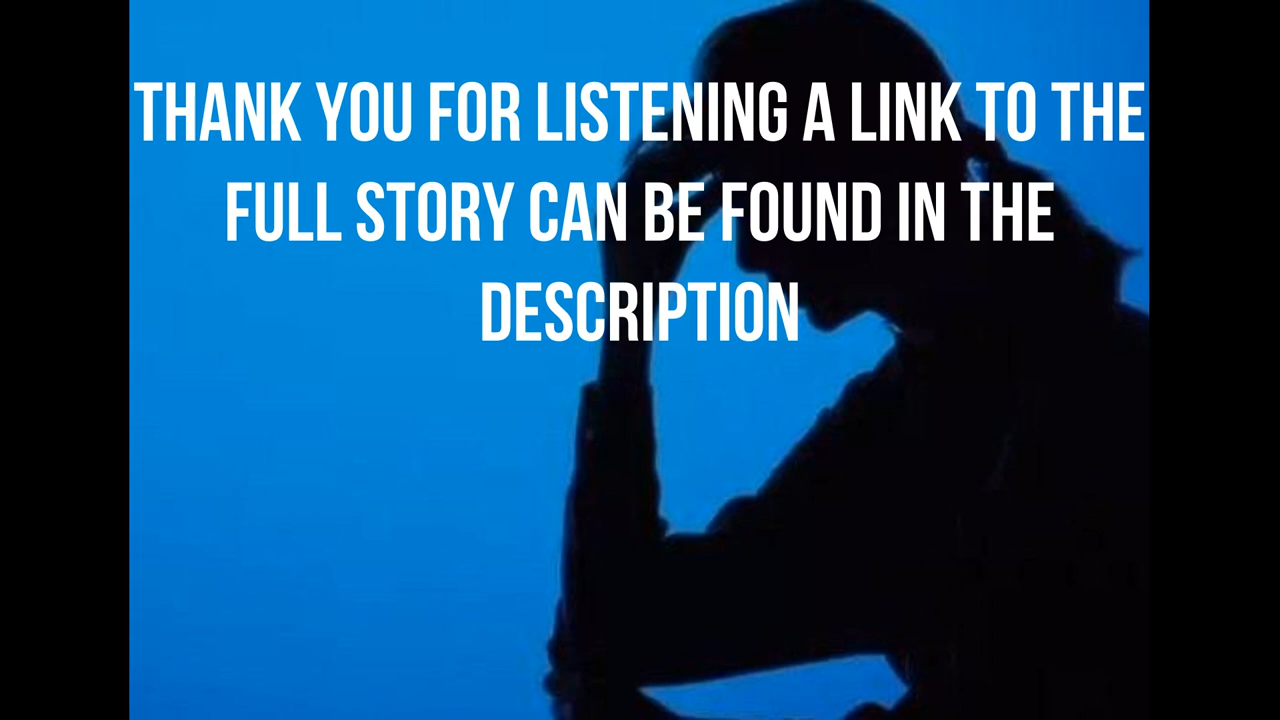 THANK YOU FOR LISTENING A LINK TO THE
FULL STORY CAN BE FOUND IN THE
DESCRIPTION